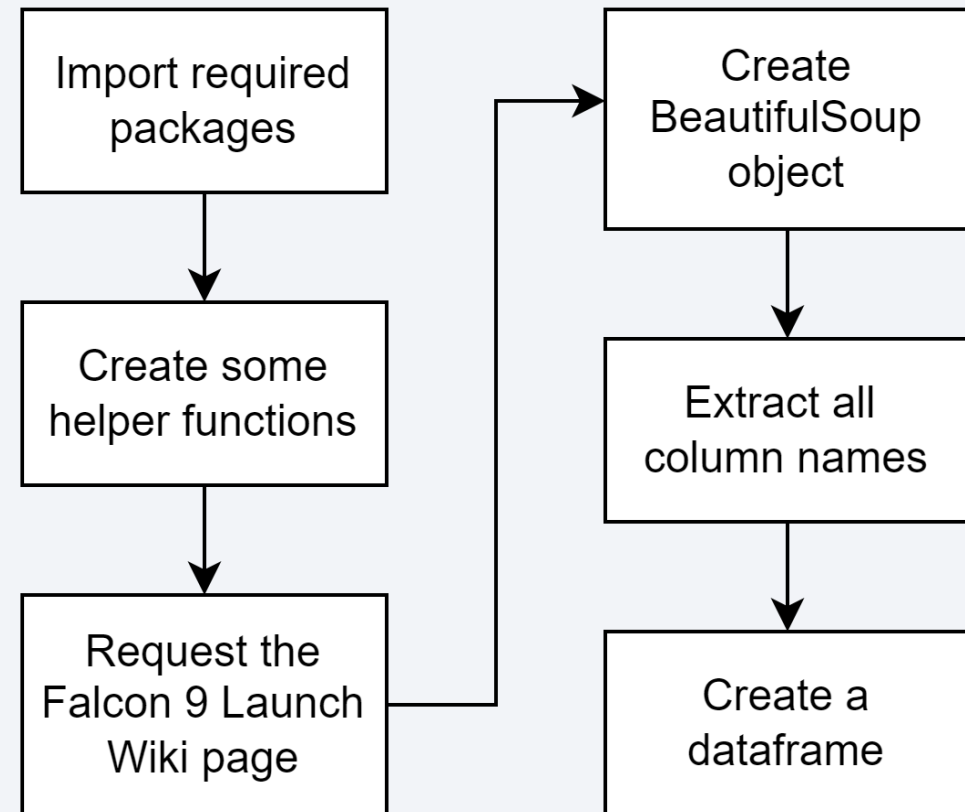 Import required
packages
Create some
helper functions
Request the
Falcon 9 Launch
Wiki page
Create
BeautifulSoup
object
Extract all
column names
Create a
dataframe